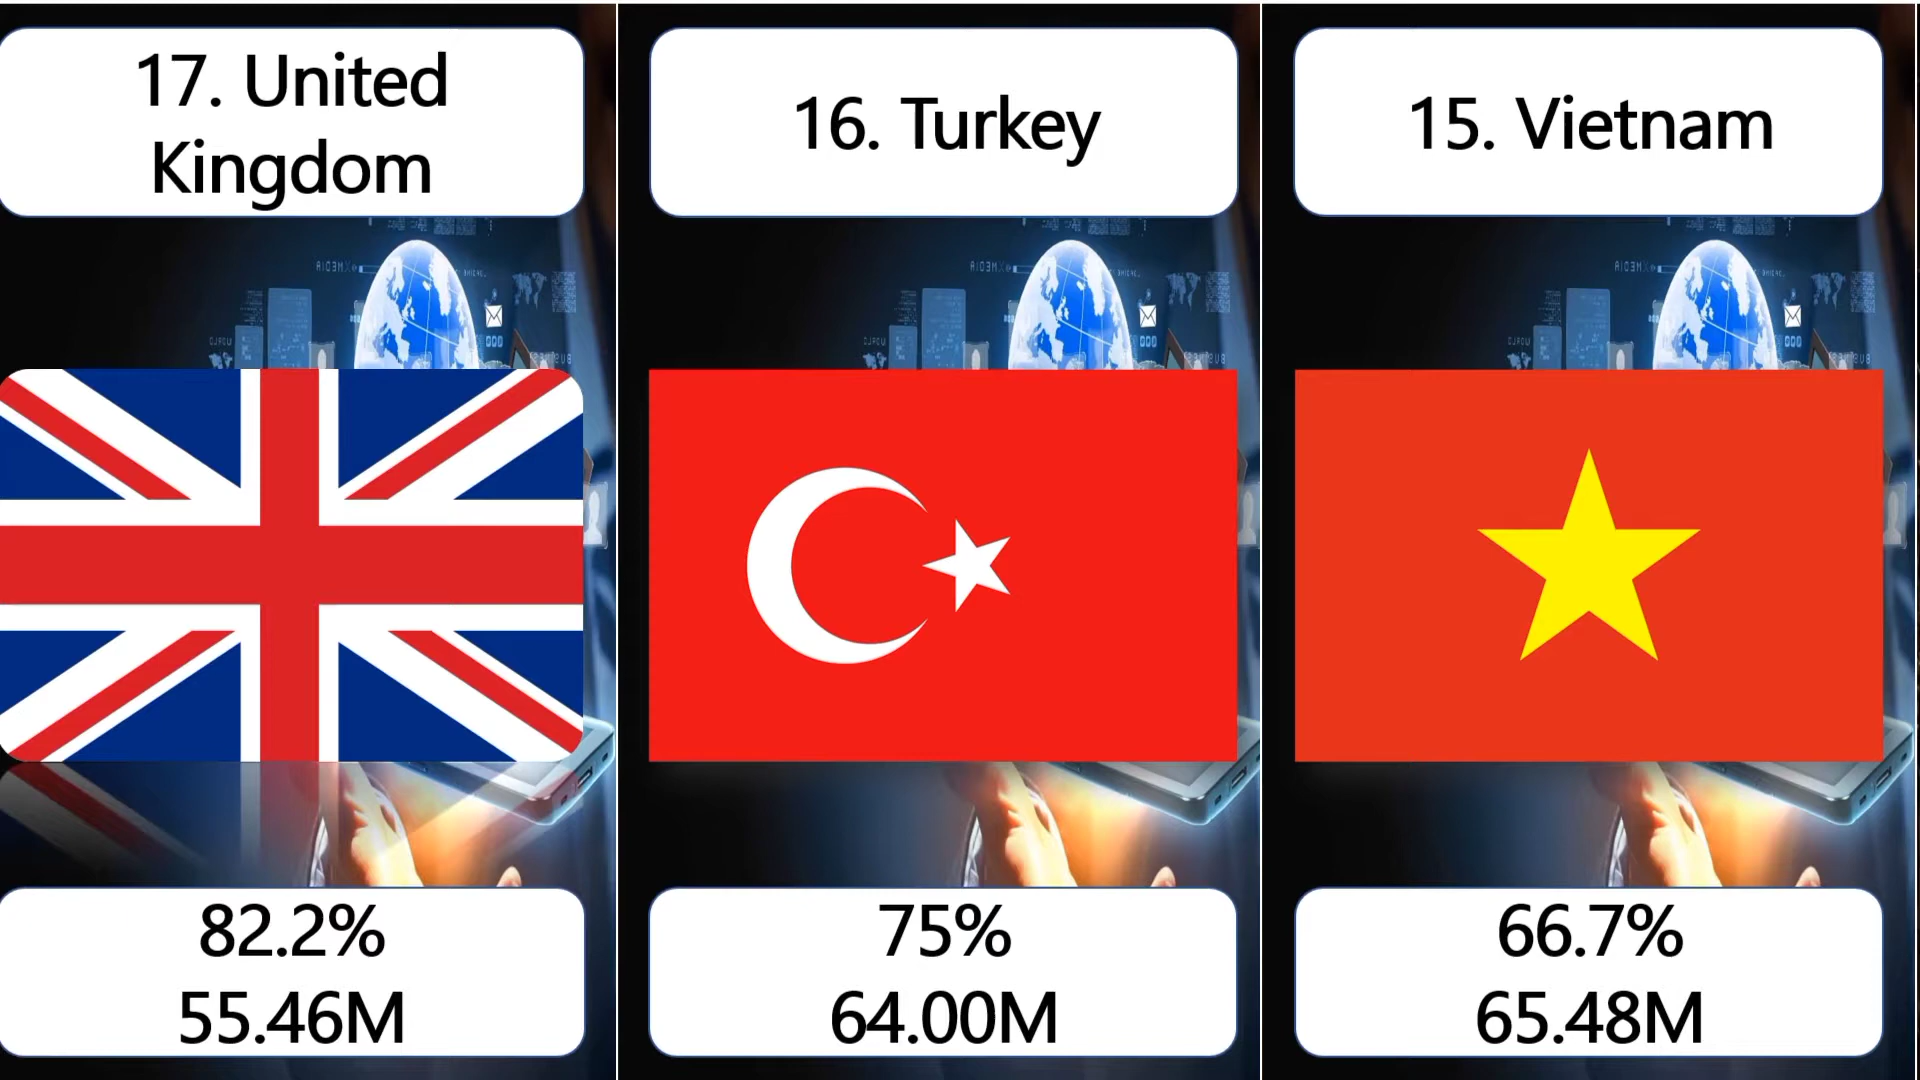 17. United
Kingdom
16. Turkey
15. Vietnam
82.2%
55.46M
75%
64.00M
66.7%
65.48M